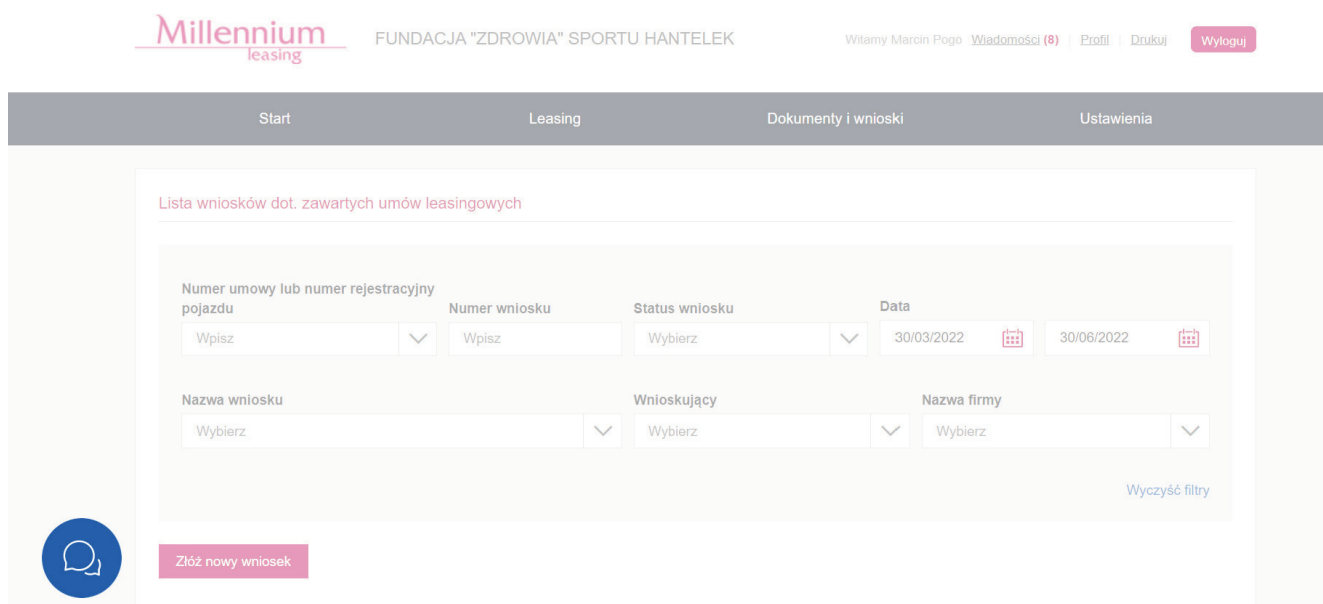 Millennium
leasing
FUNDACJA "ZDROWIA" SPORTU HANTELEK
Witamy Marcin Pogo Wiadomości (8) | Profil | Drukuj
Wyloguj
Start Leasing Dokumenty i wnioski Ustawienia
Lista wniosków dot. zawartych umów leasingowych
Numer umowy lub numer rejestracyjny
pojazdu Numer wniosku Status wniosku Data
Wpisz Wpisz Wybierz 30/03/2022 30/06/2022
Nazwa wniosku Wnioskujący Nazwa firmy
Wybierz Wybierz Wybierz
Wyczyść filtry
Złóż nowy wniosek